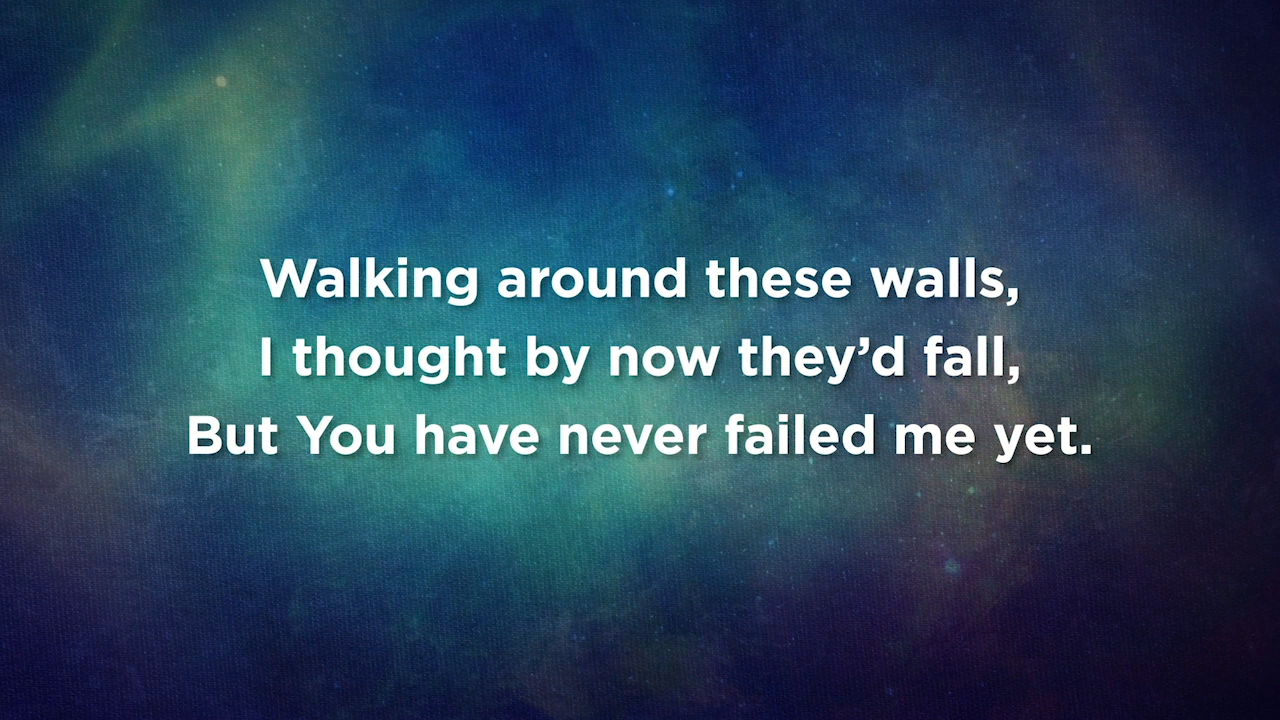 Walking around these walls,
I thought by now they’d fall,
But You have never failed me yet.